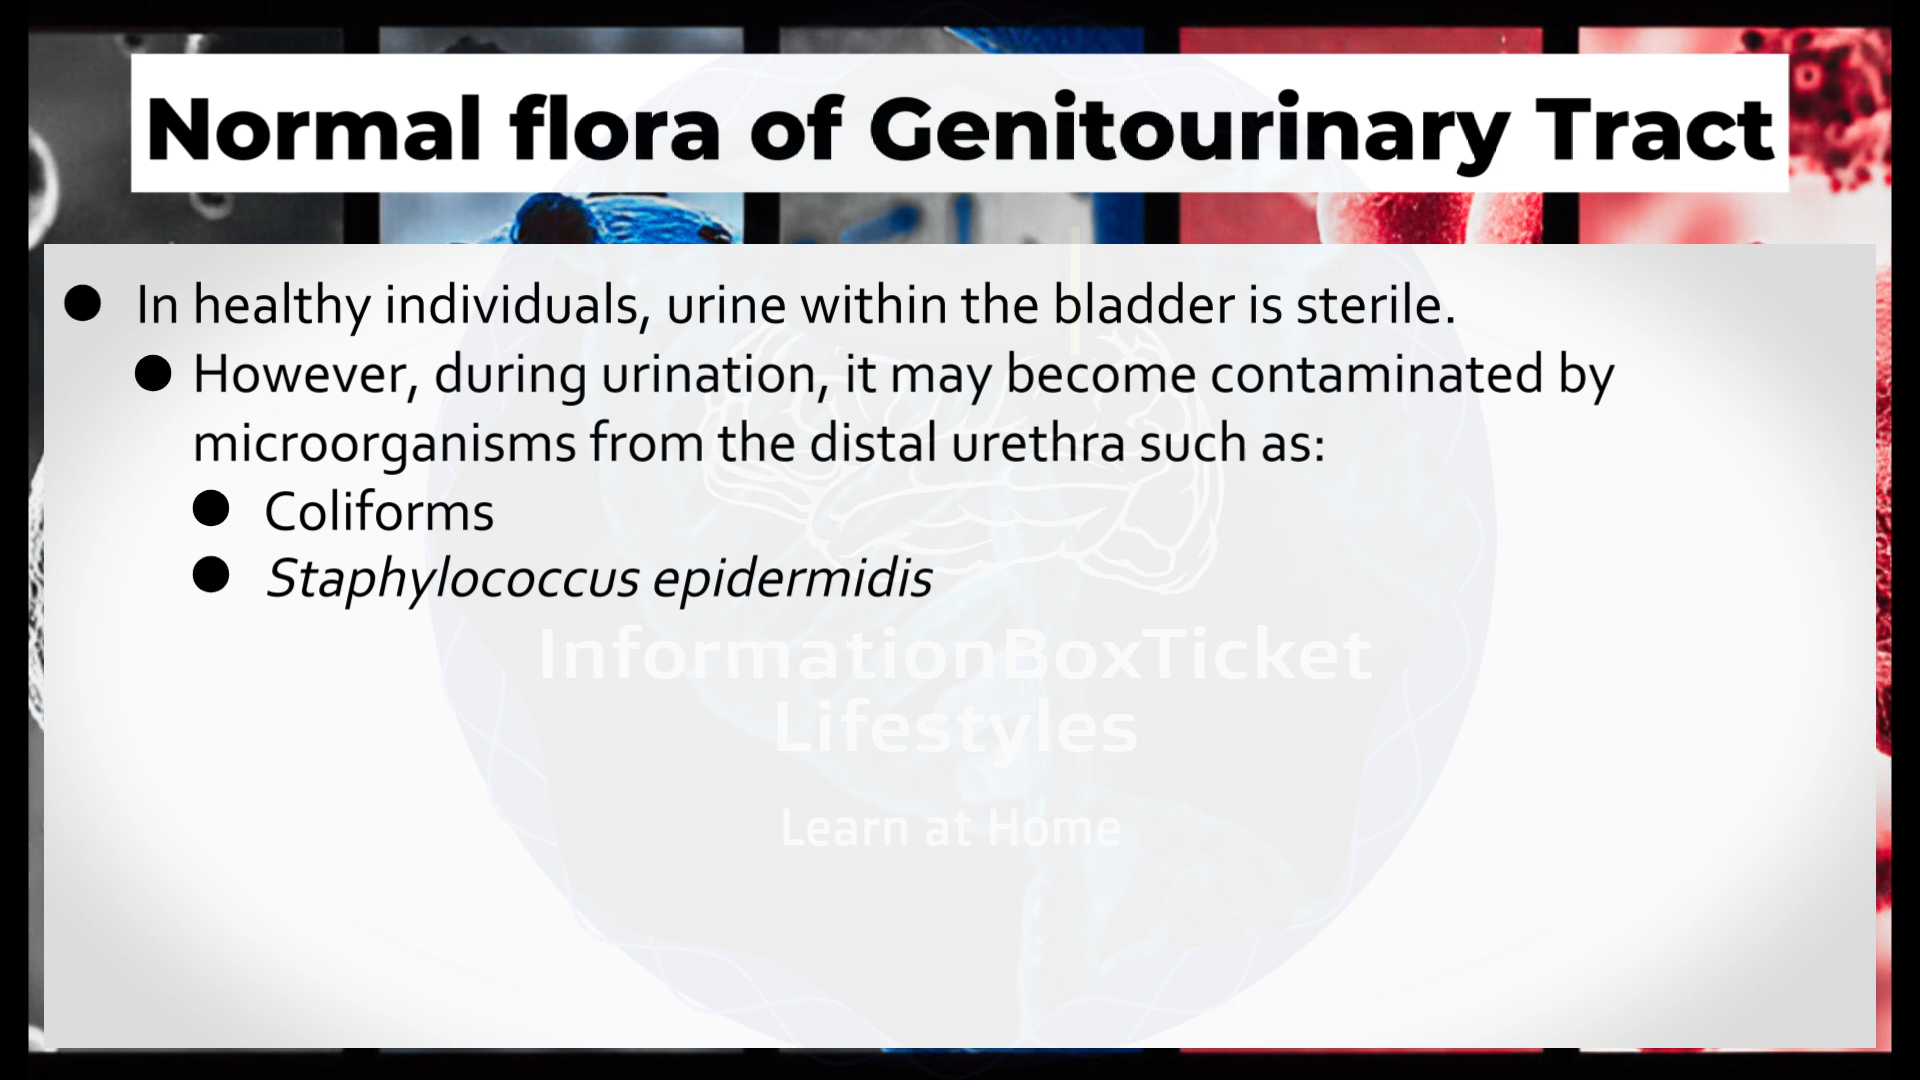 Normal flora of Genitourinary Tract
In healthy individuals, urine within the bladder is sterile.
However, during urination, it may become contaminated by
microorganisms from the distal urethra such as:
Coliforms
Staphylococcus epidermidis
InformationBoxTicket
Lifestyles
Learn at Home